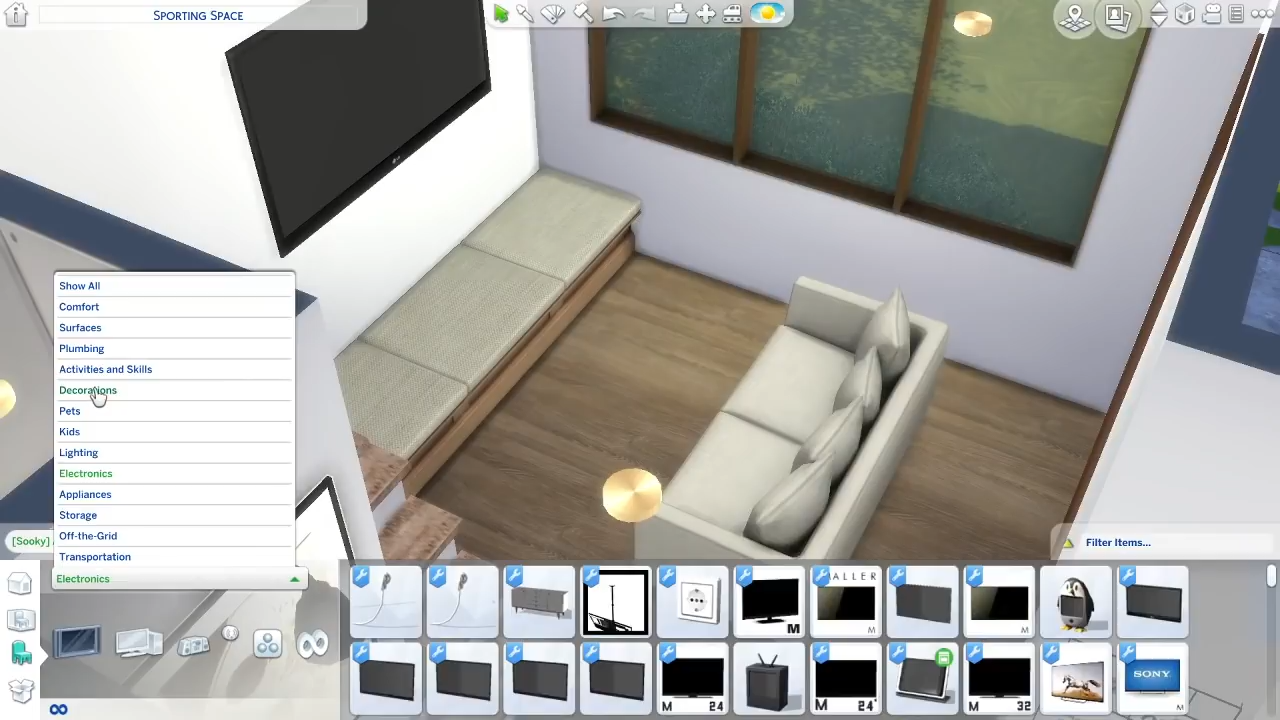 SPORTING SPACE
Show All
Comfort
Surfaces
Plumbing
Activities and Skills
Decorations
Pets
Kids
Lighting
Electronics
Appliances
Storage
Off-the-Grid
Transportation
[Sooky]
Filter Items...
Electronics
ALLER
M
M
M
M 24
M 24"
M 32
SONY
M